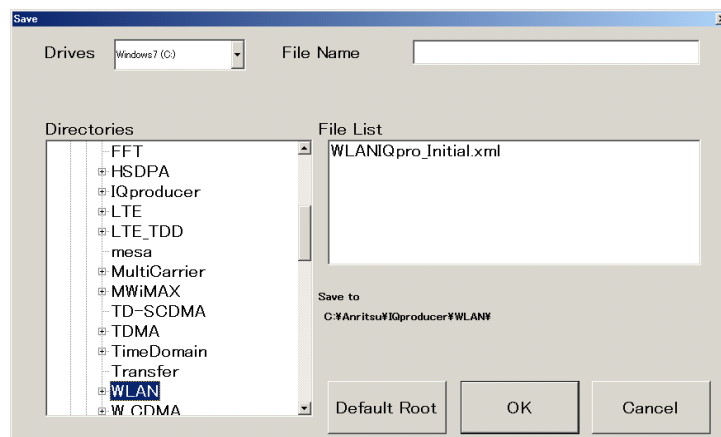 Save
Drives
Windows7 (C:)
File Name
Directories
FFT
HSDPA
IQproducer
LTE
LTE_TDD
mesa
MultiCarrier
MWiMAX
TD-SCDMA
TDMA
TimeDomain
Transfer
WLAN
W_CDMA
File List
WLANIQpro_Initial.xml
Save to
C:¥Anritsu¥IQproducer¥WLAN¥
Default Root
OK
Cancel